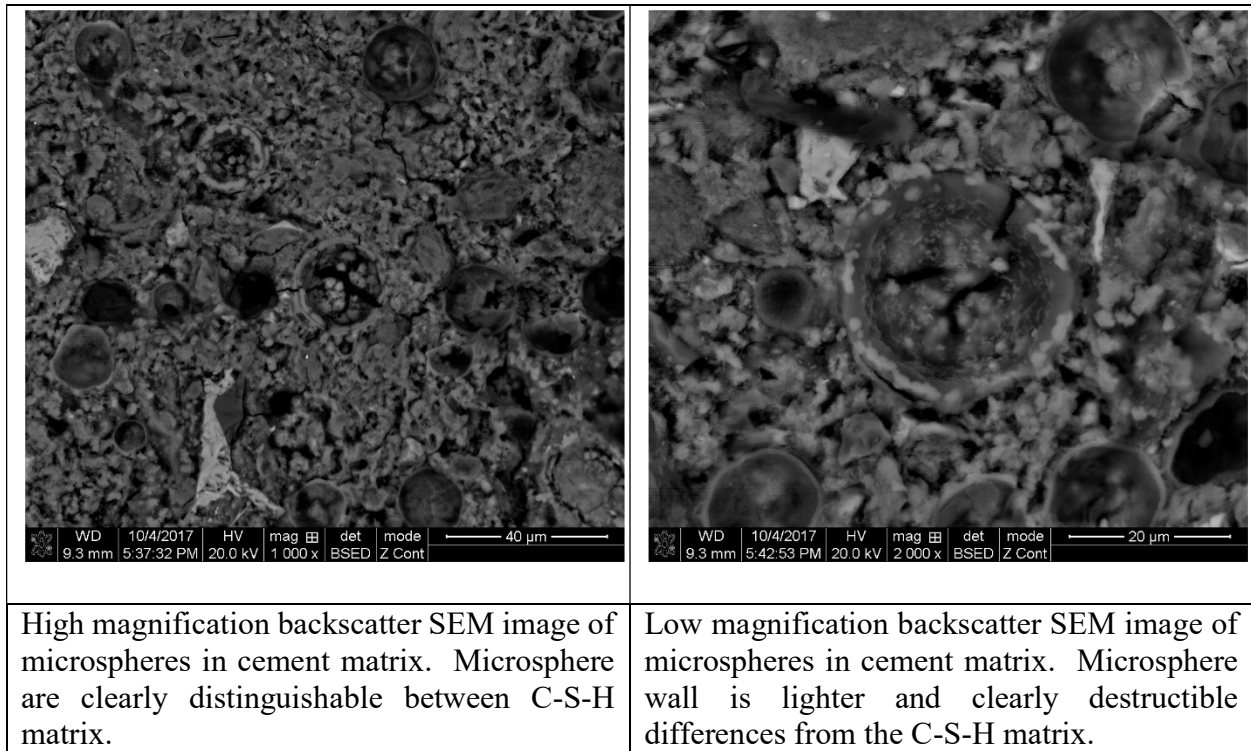 WD 10/4/2017 HV mag ⊞ det mode 40 µm
9.3 mm 5:37:32 PM 20.0 kV 1 000 x BSED Z Cont
WD 10/4/2017 HV mag ⊞ det mode 20 µm
9.3 mm 5:42:53 PM 20.0 kV 2 000 x BSED Z Cont
High magnification backscatter SEM image of
microspheres in cement matrix. Microsphere
are clearly distinguishable between C-S-H
matrix.
Low magnification backscatter SEM image of
microspheres in cement matrix. Microsphere
wall is lighter and clearly destructible
differences from the C-S-H matrix.